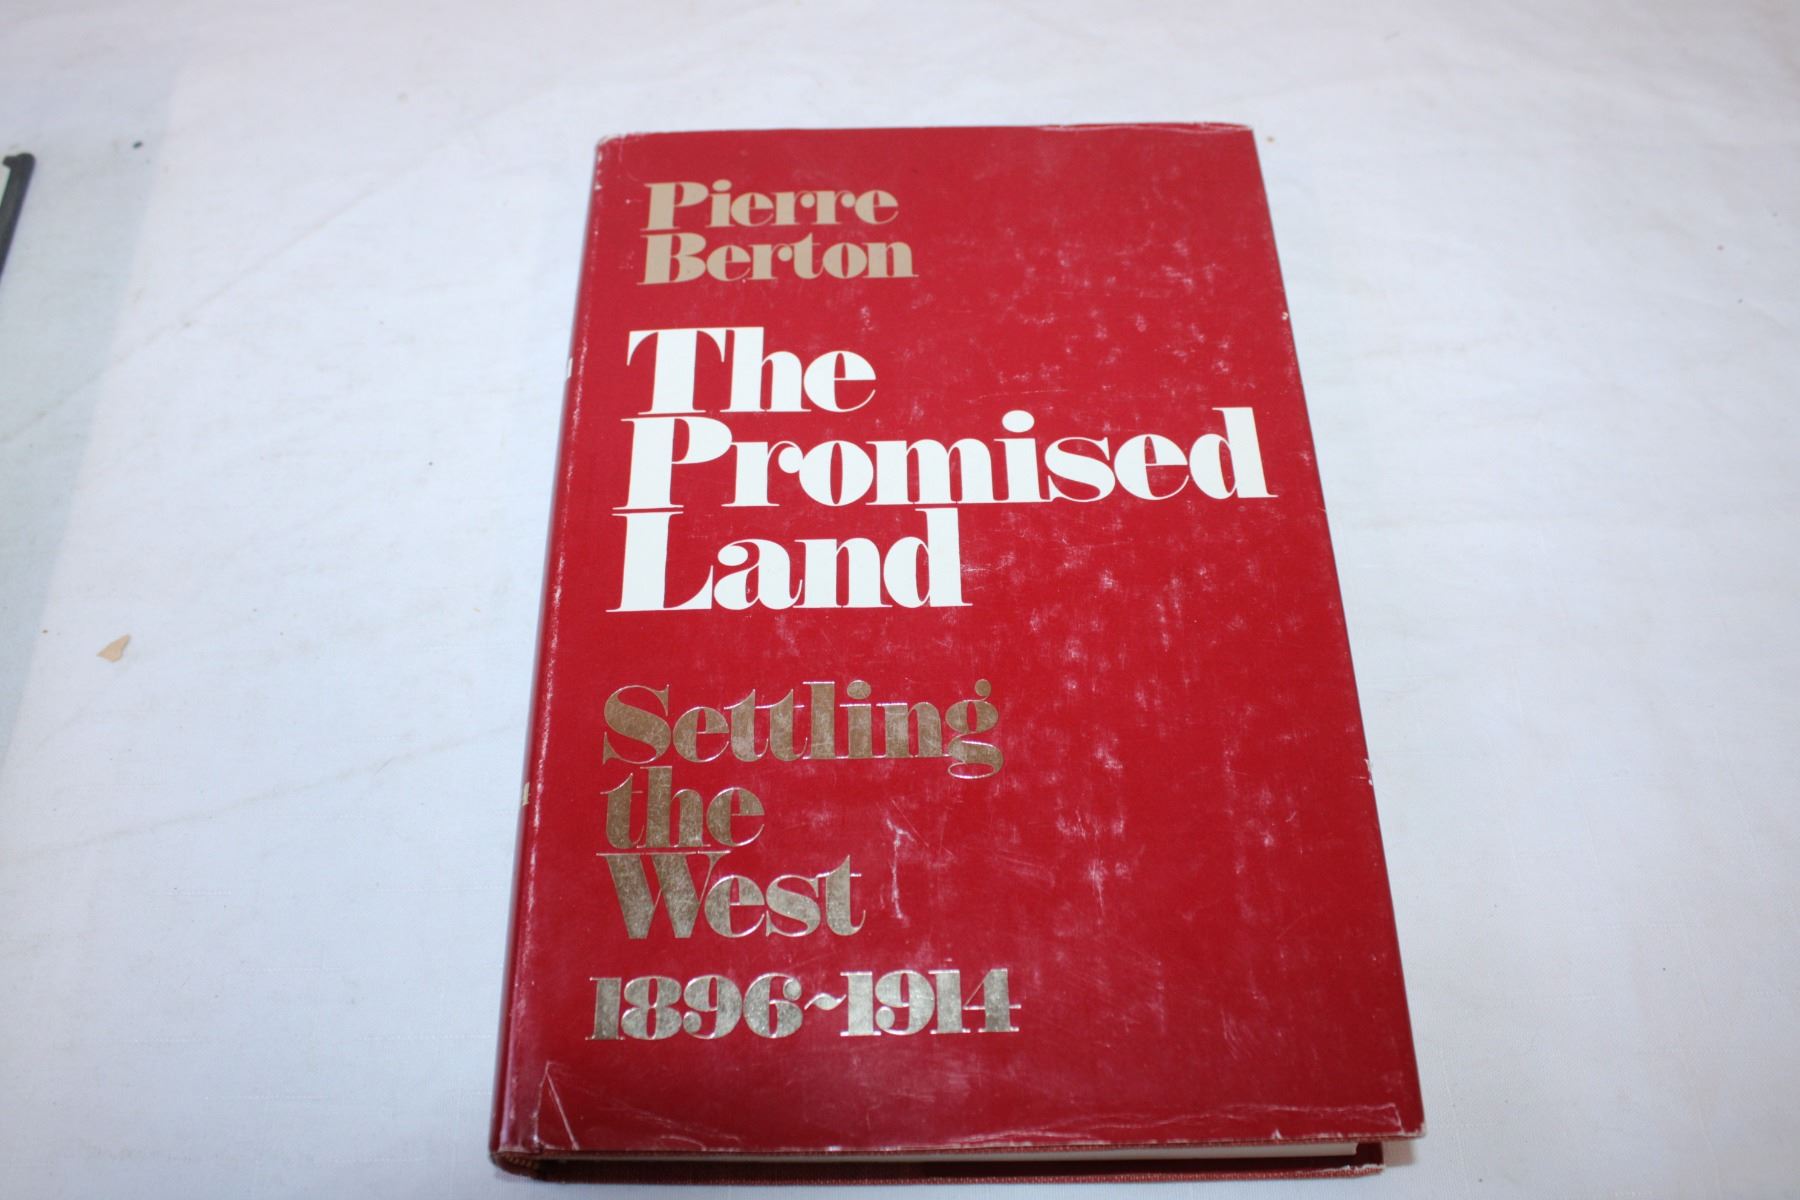 Pierre
Berton
The
Promised
Land
Settling
the
West
1896~1914